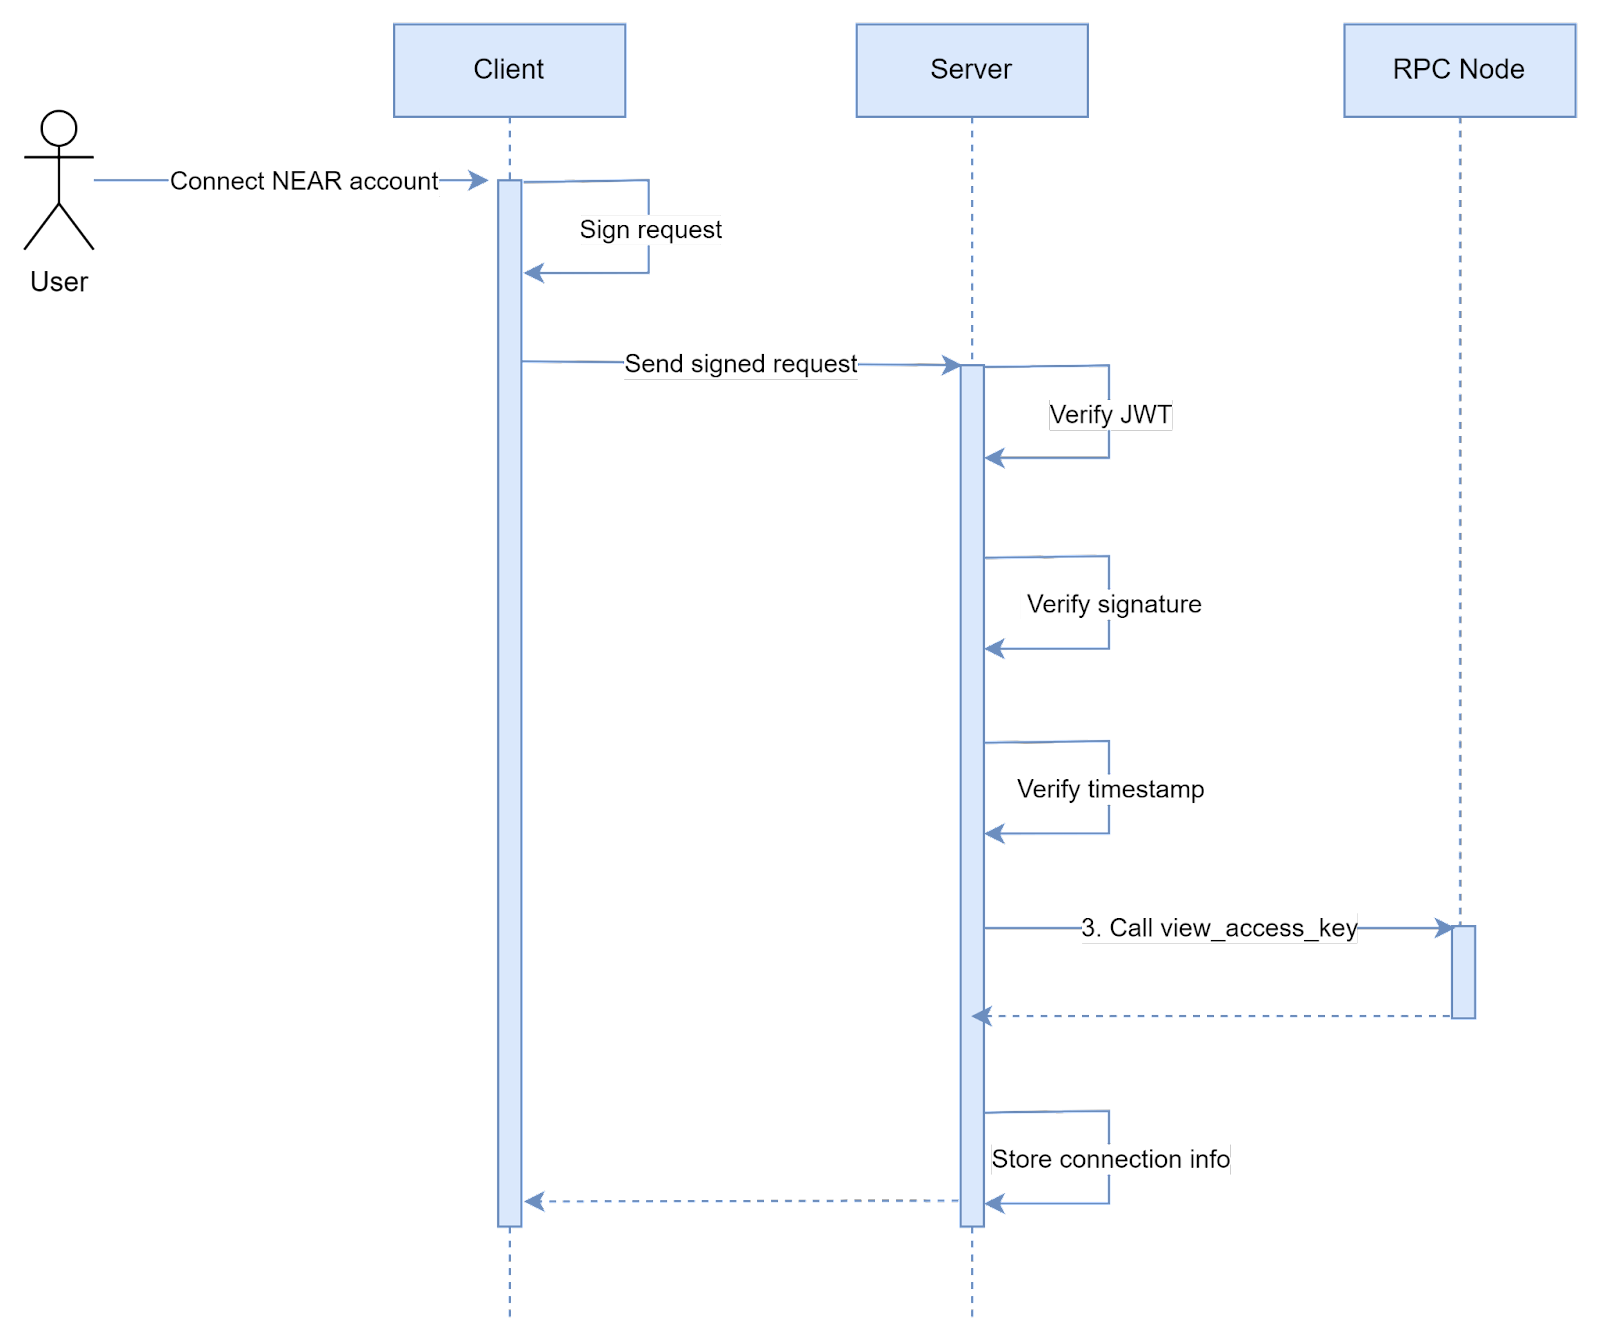 Client
Server
RPC Node
Connect NEAR account
Sign request
User
Send signed request
Verify JWT
Verify signature
Verify timestamp
3. Call view_access_key
Store connection info